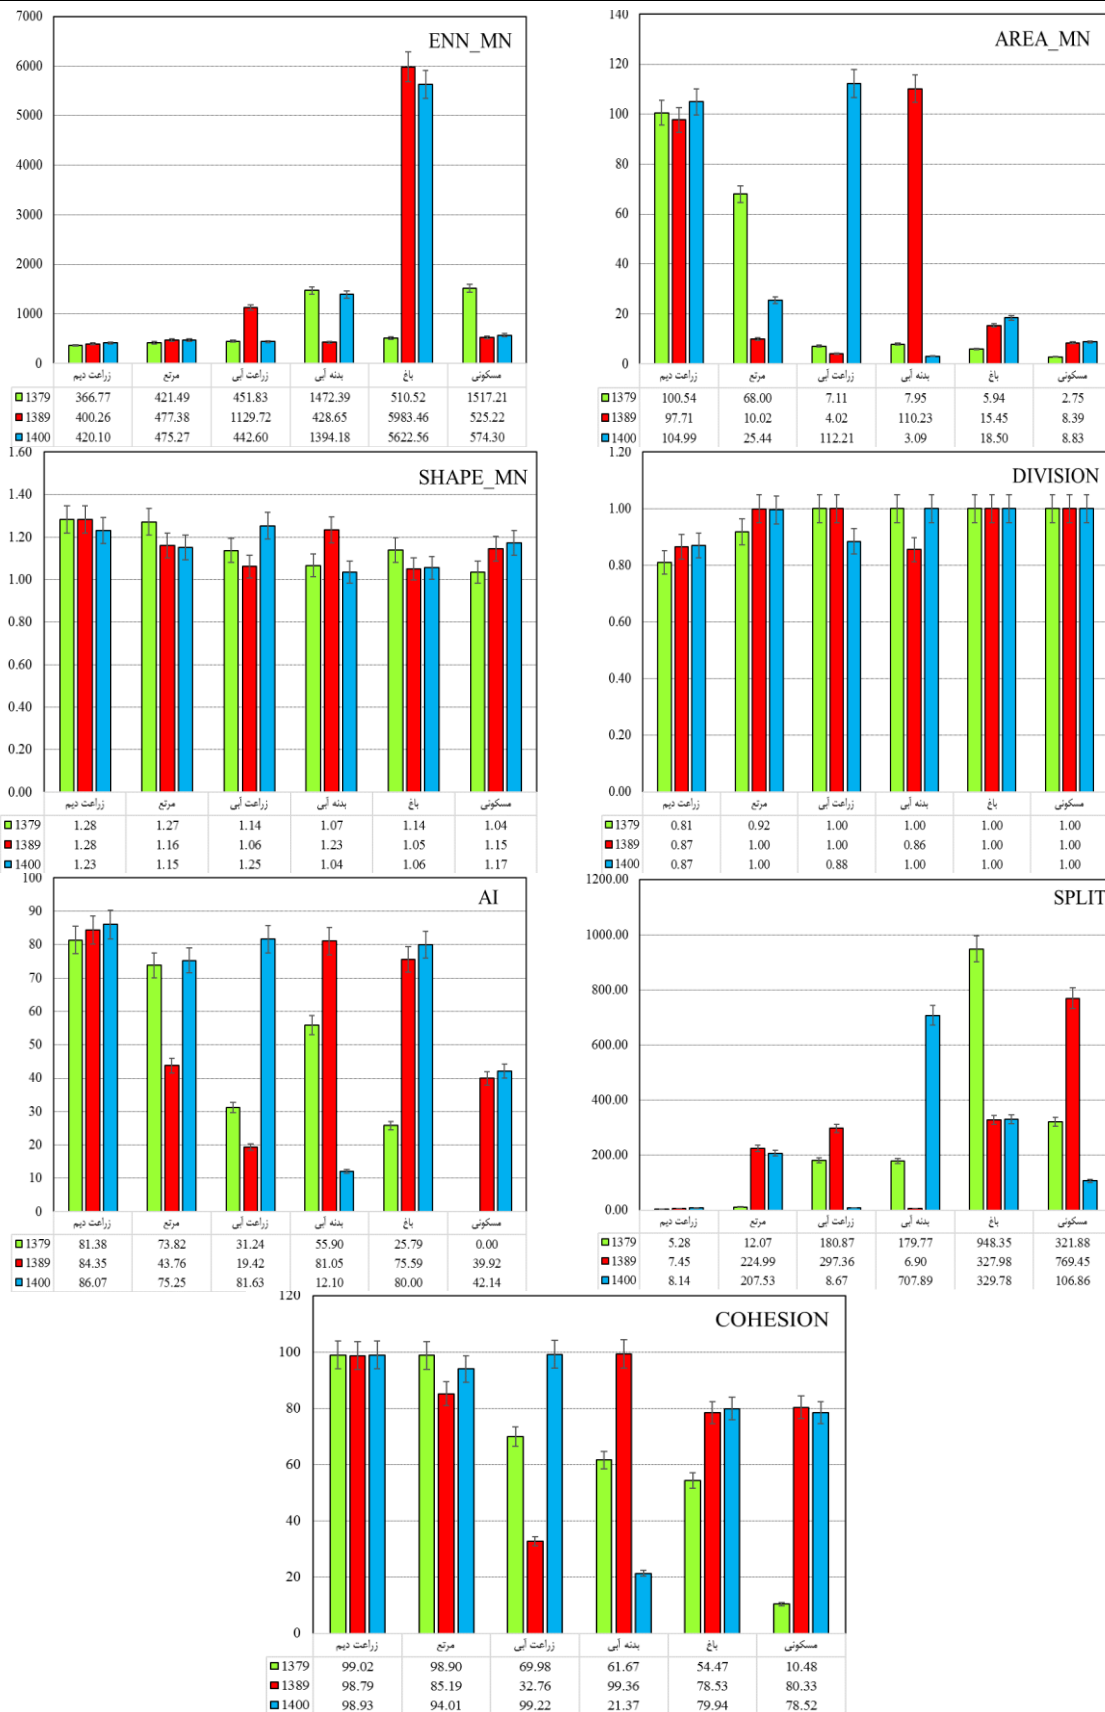 ENN_MN
7000
6000
5000
4000
3000
2000
1000
0
زراعت دیم مرتع زراعت آبی بدنه آبی باغ مسکونی
1379 366.77 421.49 451.83 1472.39 510.52 1517.21
1389 400.26 477.38 1129.72 428.65 5983.46 525.22
1400 420.10 475.27 442.60 1394.18 5622.56 574.30
AREA_MN
140
120
100
80
60
40
20
0
زراعت دیم مرتع زراعت آبی بدنه آبی باغ مسکونی
1379 100.54 68.00 7.11 7.95 5.94 2.75
1389 97.71 10.02 4.02 110.23 15.45 8.39
1400 104.99 25.44 112.21 3.09 18.50 8.83
SHAPE_MN
1.60
1.40
1.20
1.00
0.80
0.60
0.40
0.20
0.00
زراعت دیم مرتع زراعت آبی بدنه آبی باغ مسکونی
1379 1.28 1.27 1.14 1.07 1.14 1.04
1389 1.28 1.16 1.06 1.23 1.05 1.15
1400 1.23 1.15 1.25 1.04 1.06 1.17
DIVISION
1.20
1.00
0.80
0.60
0.40
0.20
0.00
زراعت دیم مرتع زراعت آبی بدنه آبی باغ مسکونی
1379 0.81 0.92 1.00 1.00 1.00 1.00
1389 0.87 1.00 1.00 0.86 1.00 1.00
1400 0.87 1.00 0.88 1.00 1.00 1.00
AI
100
90
80
70
60
50
40
30
20
10
0
زراعت دیم مرتع زراعت آبی بدنه آبی باغ مسکونی
1379 81.38 73.82 31.24 55.90 25.79 0.00
1389 84.35 43.76 19.42 81.05 75.59 39.92
1400 86.07 75.25 81.63 12.10 80.00 42.14
SPLIT
1200.00
1000.00
800.00
600.00
400.00
200.00
0.00
زراعت دیم مرتع زراعت آبی بدنه آبی باغ مسکونی
1379 5.28 12.07 180.87 179.77 948.35 321.88
1389 7.45 224.99 297.36 6.90 327.98 769.45
1400 8.14 207.53 8.67 707.89 329.78 106.86
COHESION
120
100
80
60
40
20
0
زراعت دیم مرتع زراعت آبی بدنه آبی باغ مسکونی
1379 99.02 98.90 69.98 61.67 54.47 10.48
1389 98.79 85.19 32.76 99.36 78.53 80.33
1400 98.93 94.01 99.22 21.37 79.94 78.52